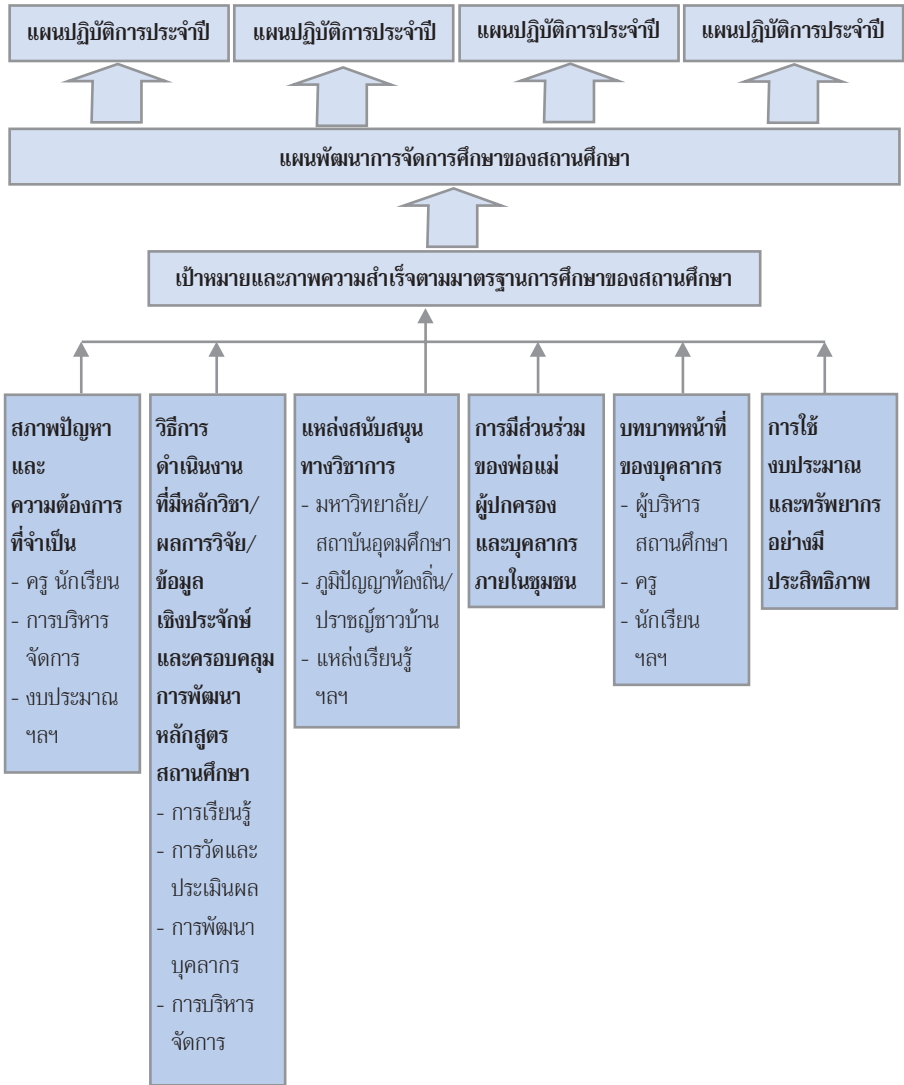 แผนปฏิบัติการประจำปี
แผนปฏิบัติการประจำปี
แผนปฏิบัติการประจำปี
แผนปฏิบัติการประจำปี
แผนพัฒนาการจัดการศึกษาของสถานศึกษา
เป้าหมายและภาพความสำเร็จตามมาตรฐานการศึกษาของสถานศึกษา
สภาพปัญหา
และ
ความต้องการ
ที่จำเป็น
- ครู นักเรียน
- การบริหาร
จัดการ
- งบประมาณ
ฯลฯ
วิธีการ
ดำเนินงาน
ที่มีหลักวิชา/
ผลการวิจัย/
ข้อมูล
เชิงประจักษ์
และครอบคลุม
การพัฒนา
หลักสูตร
สถานศึกษา
- การเรียนรู้
- การวัดและ
ประเมินผล
- การพัฒนา
บุคลากร
- การบริหาร
จัดการ
แหล่งสนับสนุน
ทางวิชาการ
- มหาวิทยาลัย/
สถาบันอุดมศึกษา
- ภูมิปัญญาท้องถิ่น/
ปราชญ์ชาวบ้าน
- แหล่งเรียนรู้
ฯลฯ
การมีส่วนร่วม
ของพ่อแม่
ผู้ปกครอง
และบุคลากร
ภายในชุมชน
บทบาทหน้าที่
ของบุคลากร
- ผู้บริหาร
สถานศึกษา
- ครู
- นักเรียน
ฯลฯ
การใช้
งบประมาณ
และทรัพยากร
อย่างมี
ประสิทธิภาพ